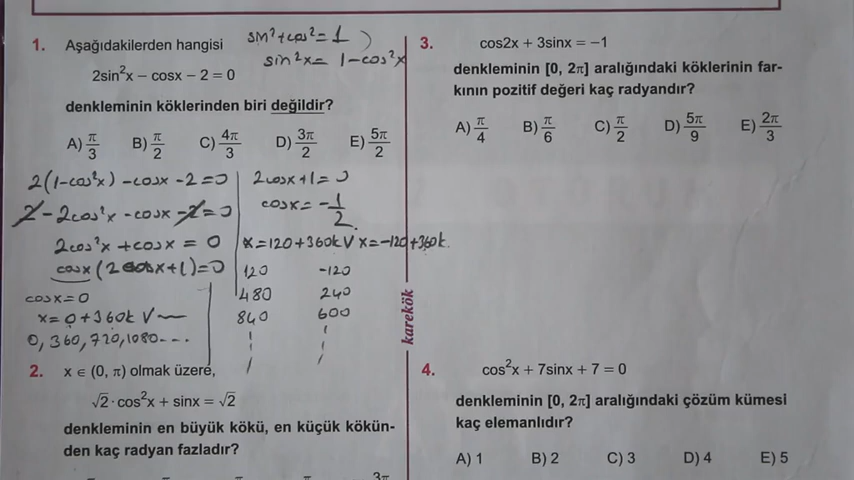 1. Aşağıdakilerden hangisi
sin²+cos²=1
sin²x = 1-cos²x
2sin²x – cosx – 2 = 0
denkleminin köklerinden biri değildir?
A) π/3 B) π/2 C) 4π/3 D) 3π/2 E) 5π/2
2(1-cos²x) -cosx -2=0
2-2cos²x -cosx -2=0
2cos²x +cosx = 0
cosx(2cosx+1)=0
cosx=0
x=0+360k V
0,360,720,1080---
2cosx+1=0
cosx=-1/2
x=120+360k V x=-120+360k.
120 -120
480 240
840 600
2. x ∈ (0, π) olmak üzere,
√2·cos²x + sinx = √2
denkleminin en büyük kökü, en küçük kökün-
den kaç radyan fazladır?
karekök
3. cos2x + 3sinx = –1
denkleminin [0, 2π] aralığındaki köklerinin far-
kının pozitif değeri kaç radyandır?
A) π/4 B) π/6 C) π/2 D) 5π/9 E) 2π/3
4. cos²x + 7sinx + 7 = 0
denkleminin [0, 2π] aralığındaki çözüm kümesi
kaç elemanlıdır?
A) 1 B) 2 C) 3 D) 4 E) 5